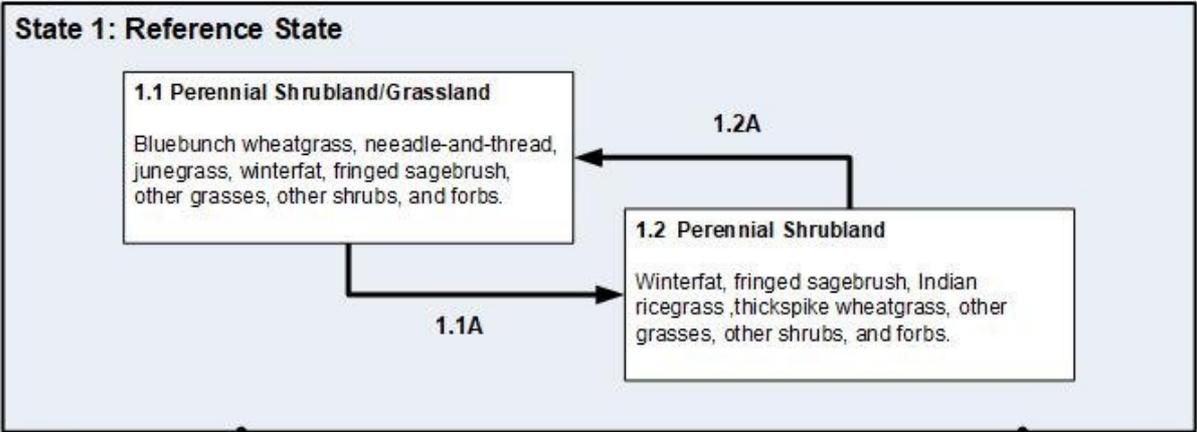 State 1: Reference State
1.1 Perennial Shrubland/Grassland
Bluebunch wheatgrass, neeadle-and-thread,
junegrass, winterfat, fringed sagebrush,
other grasses, other shrubs, and forbs.
1.2A
1.2 Perennial Shrubland
Winterfat, fringed sagebrush, Indian
ricegrass ,thickspike wheatgrass, other
grasses, other shrubs, and forbs.
1.1A